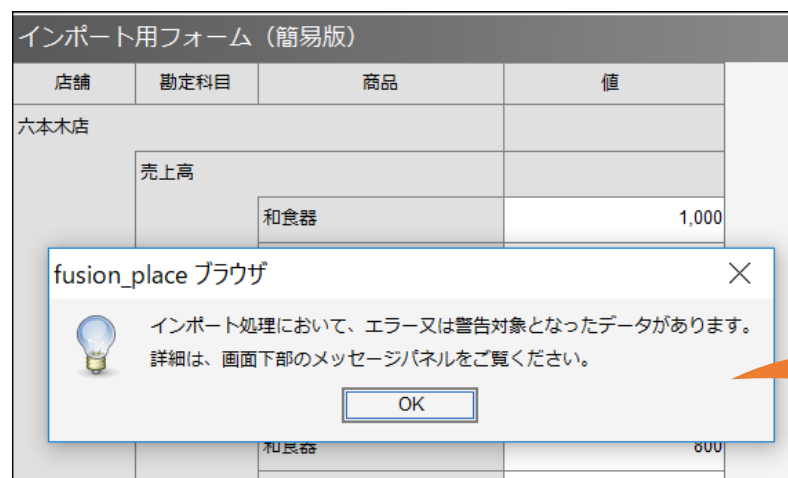 インポート用フォーム（簡易版）
店舗 勘定科目 商品 値
六本木店
売上高
和食器 1,000
fusion_place ブラウザ
インポート処理において、エラー又は警告対象となったデータがあります。
詳細は、画面下部のメッセージパネルをご覧ください。
OK
和食器 800